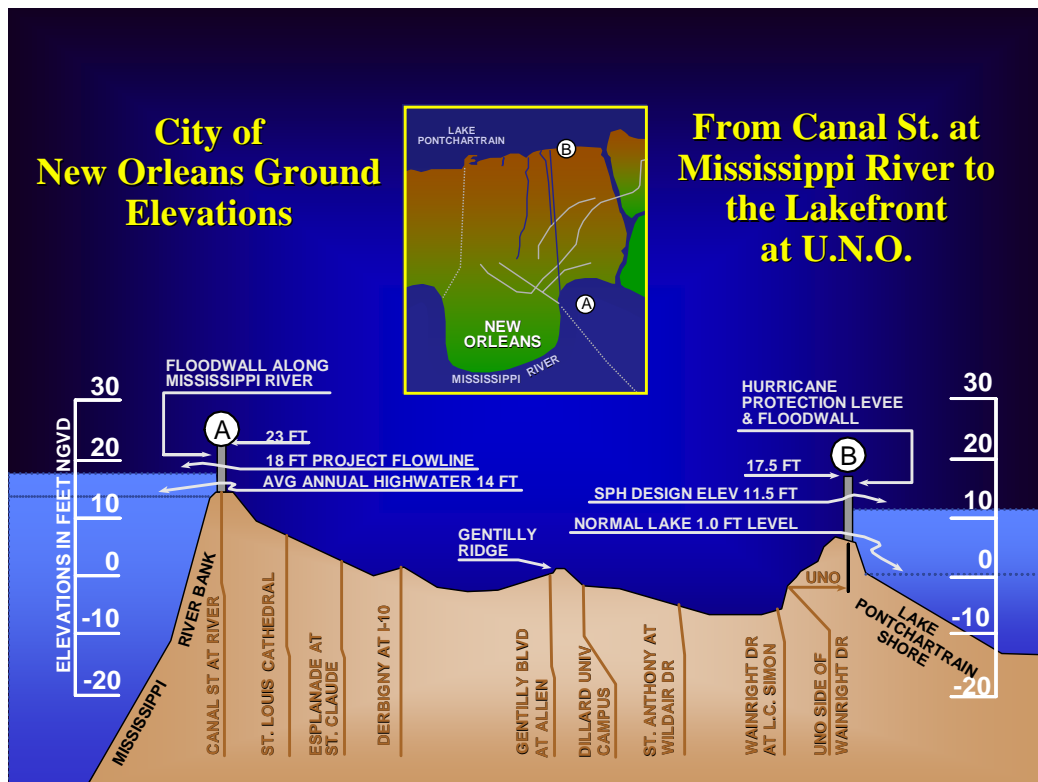 City of
New Orleans Ground
Elevations
From Canal St. at
Mississippi River to
the Lakefront
at U.N.O.
LAKE
PONTCHARTRAIN
B
A
NEW
ORLEANS
MISSISSIPPI RIVER
FLOODWALL ALONG
MISSISSIPPI RIVER
HURRICANE
PROTECTION LEVEE
& FLOODWALL
ELEVATIONS IN FEET NGVD
30
20
10
0
-10
-20
A
23 FT
18 FT PROJECT FLOWLINE
AVG ANNUAL HIGHWATER 14 FT
GENTILLY
RIDGE
B
17.5 FT
SPH DESIGN ELEV 11.5 FT
NORMAL LAKE 1.0 FT LEVEL
30
20
10
0
-10
-20
UNO
MISSISSIPPI RIVER BANK
CANAL ST AT RIVER
ST. LOUIS CATHEDRAL
ESPLANADE AT
ST. CLAUDE
DERBIGNY AT I-10
GENTILLY BLVD
AT ALLEN
DILLARD UNIV
CAMPUS
ST. ANTHONY AT
WILDAIR DR
WAINRIGHT DR
AT L.C. SIMON
UNO SIDE OF
WAINRIGHT DR
LAKE
PONTCHARTRAIN
SHORE